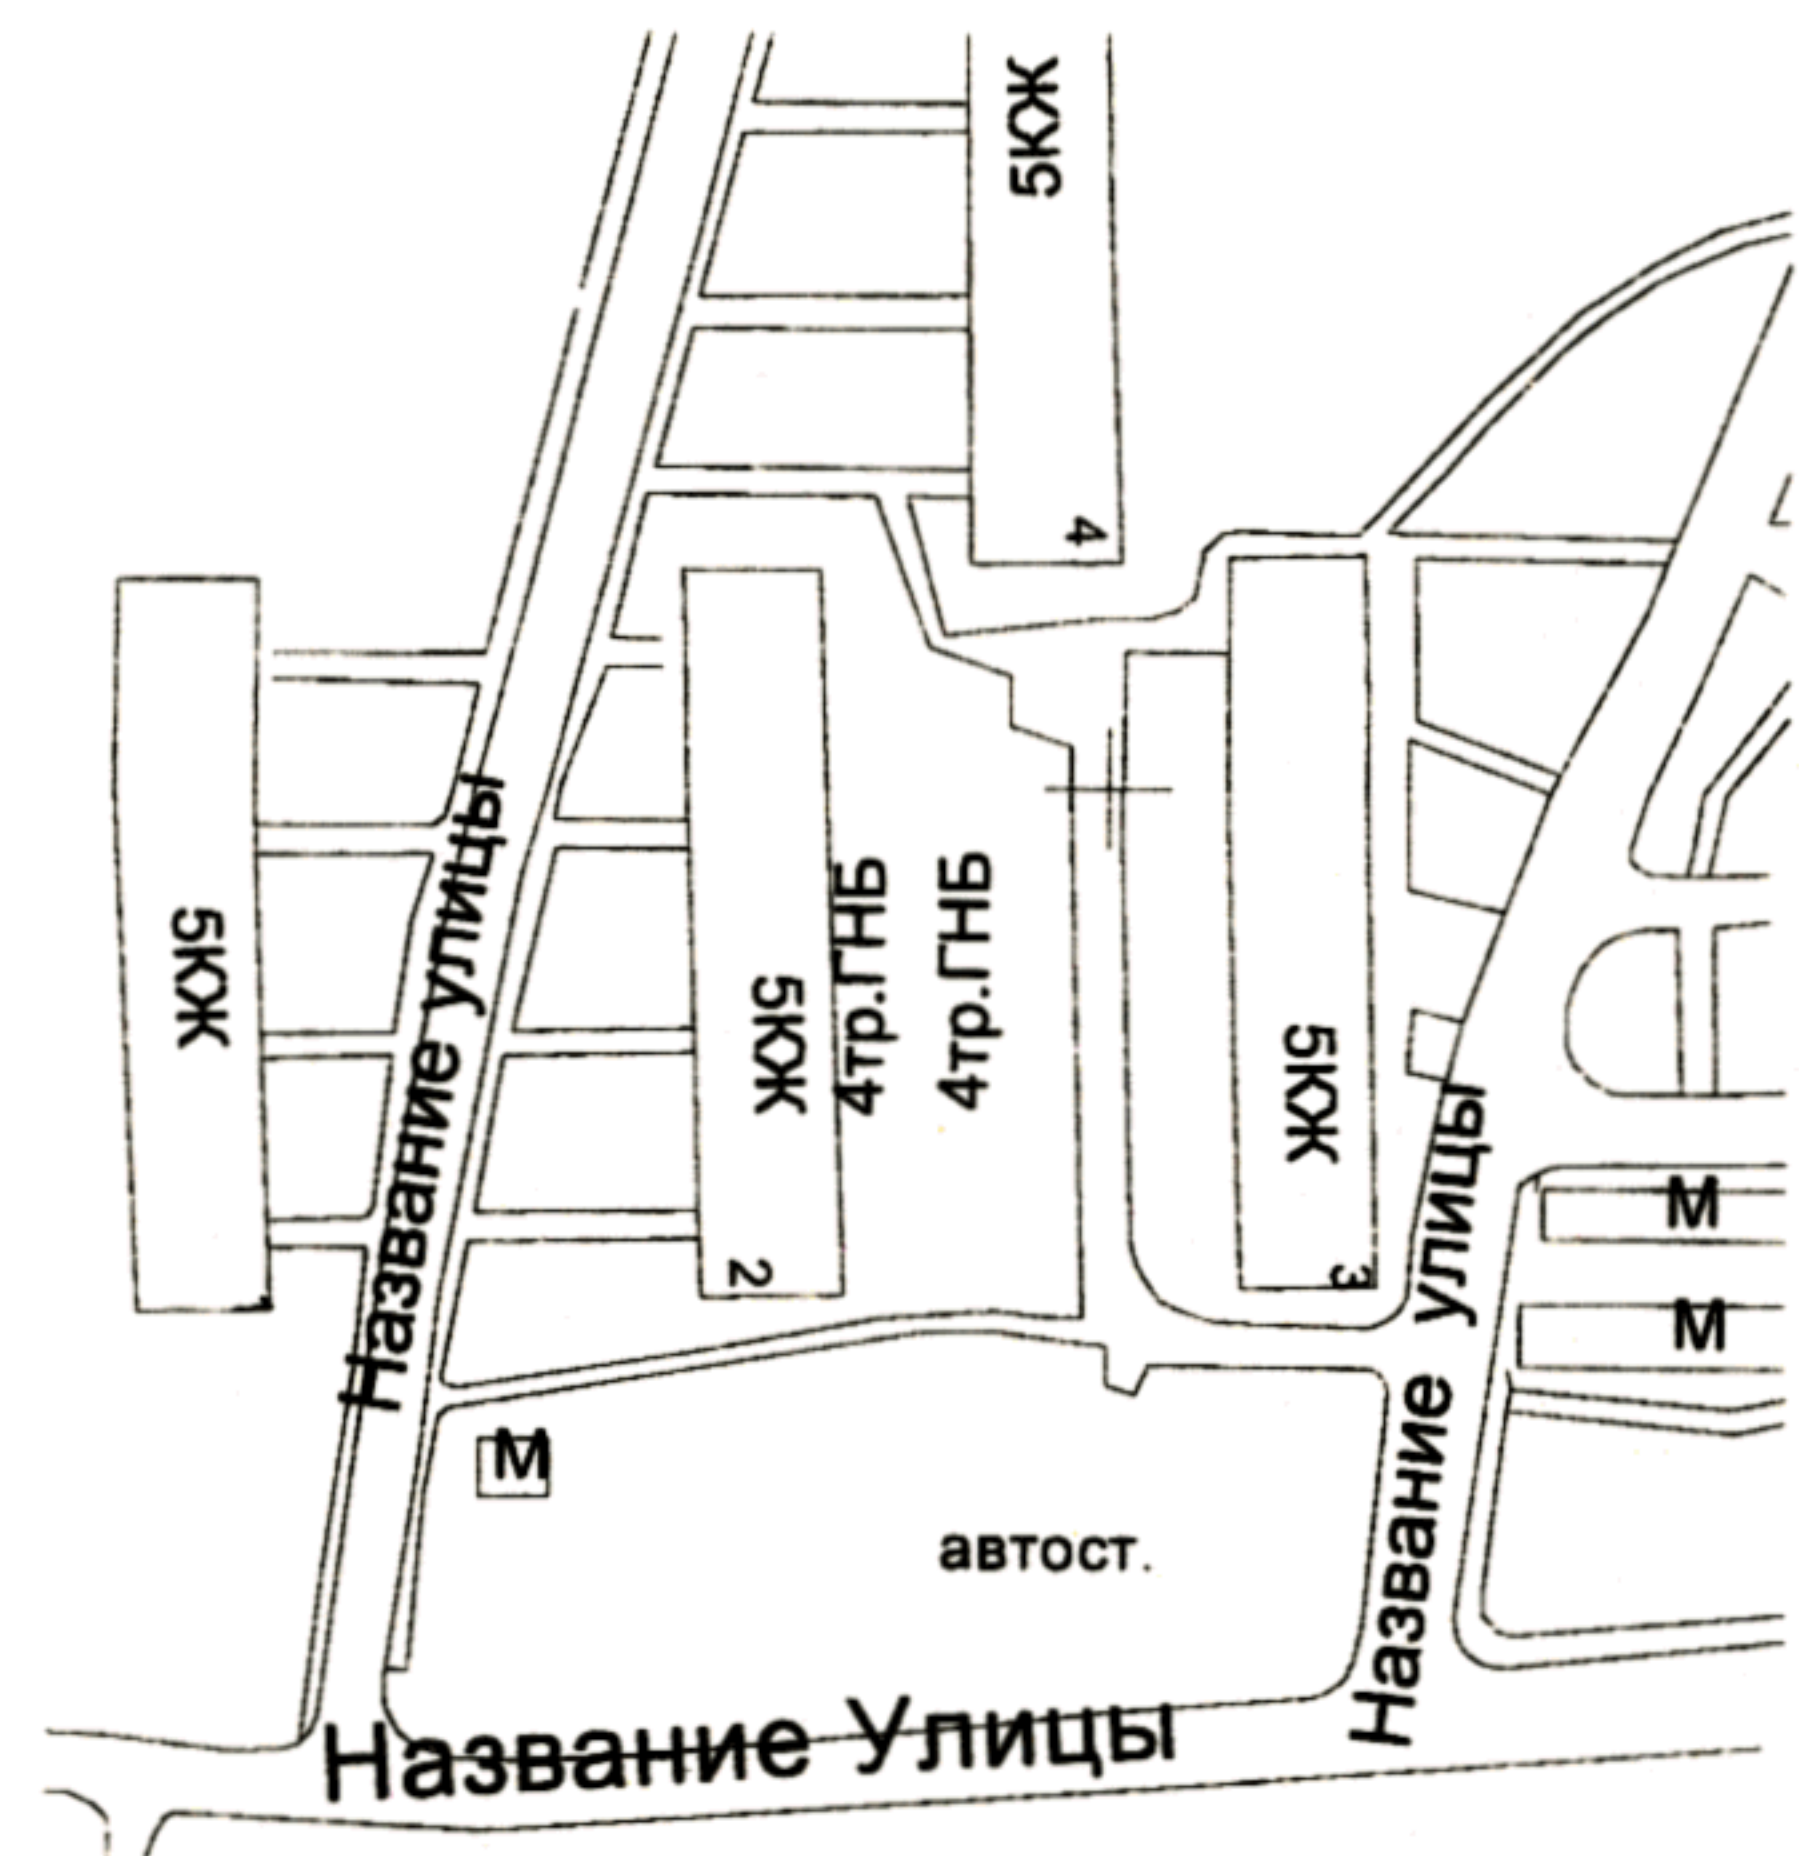 5КЖ
4
Название улицы
5КЖ
5КЖ
2
4тр.ГНБ
4тр.ГНБ
5КЖ
3
Название улицы
М
М
М
автост.
Название Улицы